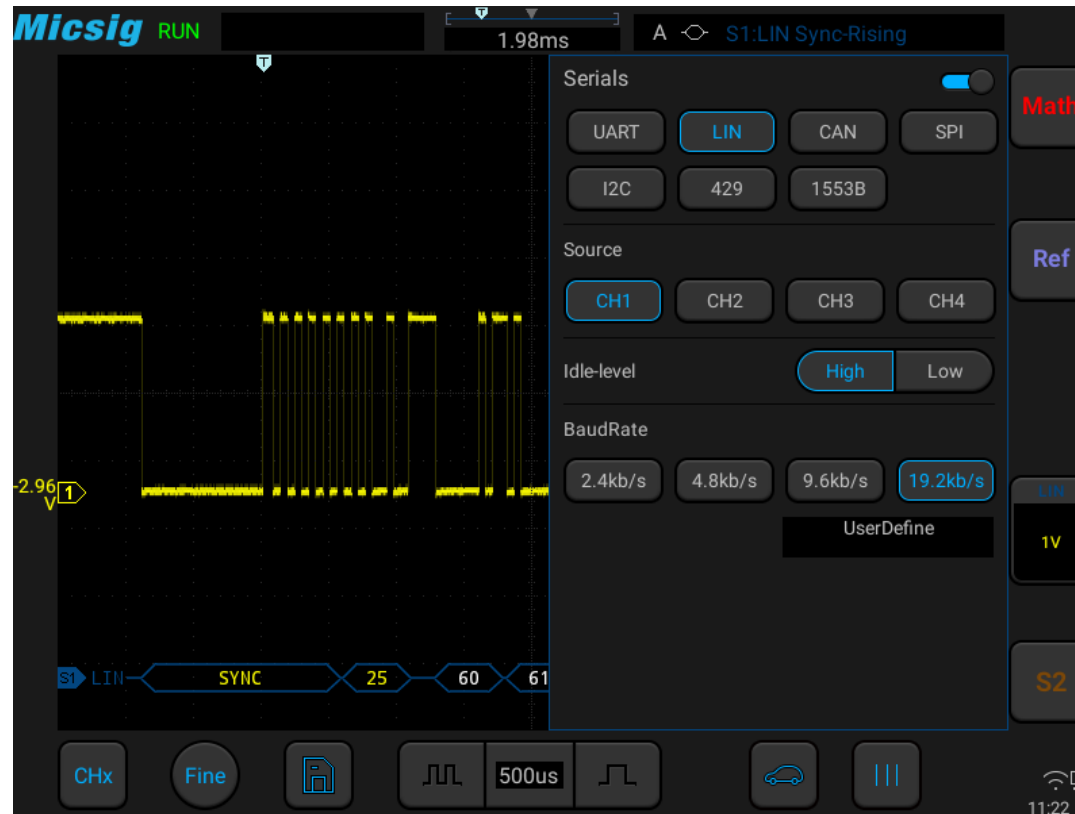 Micsig RUN
T
1.98ms
A S1:LIN Sync-Rising
T
Serials
UART LIN CAN SPI
I2C 429 1553B
Math
Source
CH1 CH2 CH3 CH4
Ref
Idle-level High Low
BaudRate
2.4kb/s 4.8kb/s 9.6kb/s 19.2kb/s
-2.96
V
1
UserDefine
LIN
1V
S1 LIN SYNC 25 60 61
S2
CHx Fine 500us
11:22